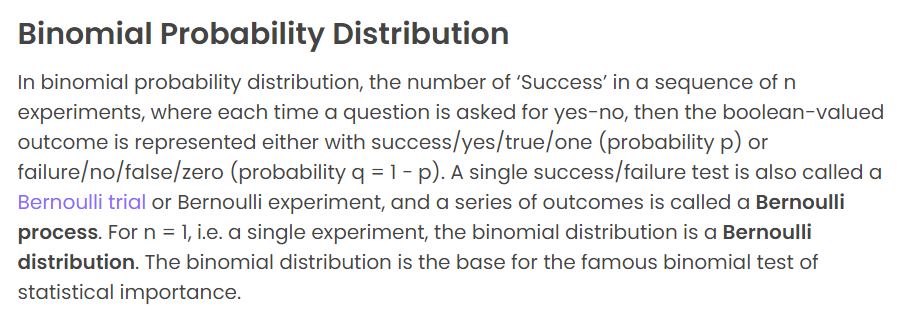 Binomial Probability Distribution
In binomial probability distribution, the number of ‘Success’ in a sequence of n
experiments, where each time a question is asked for yes-no, then the boolean-valued
outcome is represented either with success/yes/true/one (probability p) or
failure/no/false/zero (probability q = 1 - p). A single success/failure test is also called a
Bernoulli trial or Bernoulli experiment, and a series of outcomes is called a Bernoulli
process. For n = 1, i.e. a single experiment, the binomial distribution is a Bernoulli
distribution. The binomial distribution is the base for the famous binomial test of
statistical importance.